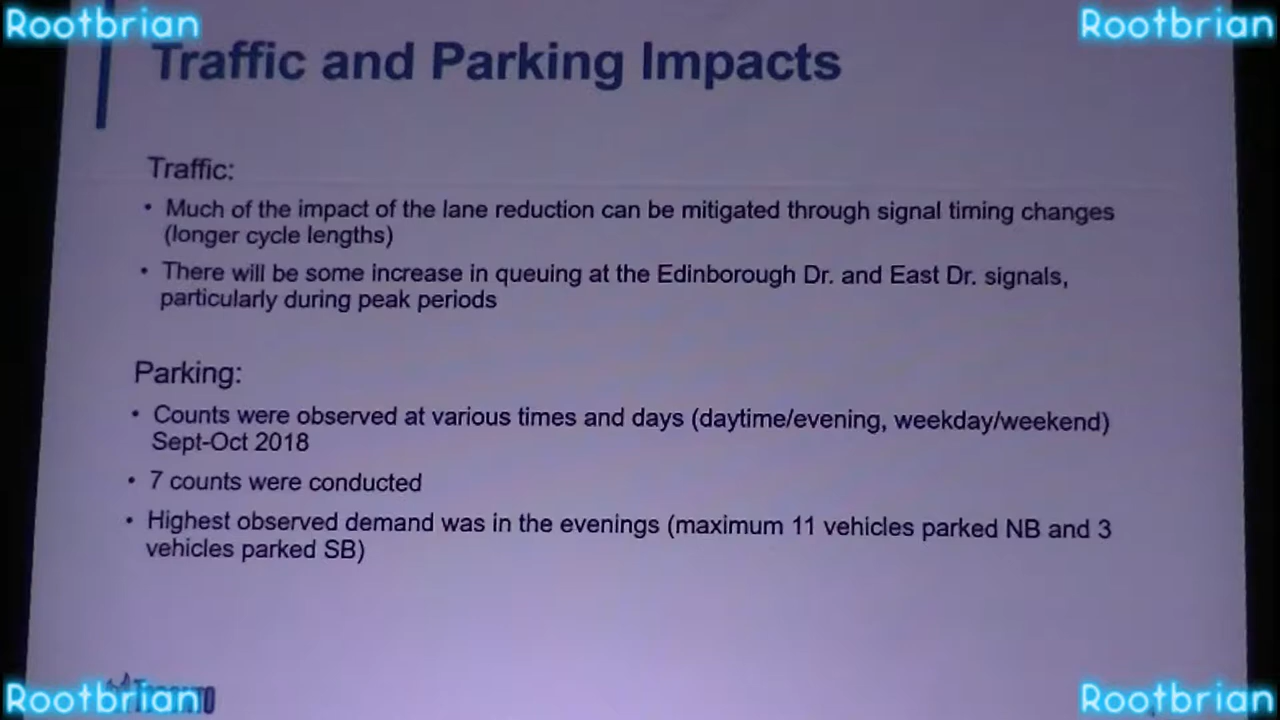 Rootbrian
Rootbrian
Traffic and Parking Impacts
Traffic:
• Much of the impact of the lane reduction can be mitigated through signal timing changes
(longer cycle lengths)
• There will be some increase in queuing at the Edinborough Dr. and East Dr. signals,
particularly during peak periods
Parking:
• Counts were observed at various times and days (daytime/evening, weekday/weekend)
Sept-Oct 2018
• 7 counts were conducted
• Highest observed demand was in the evenings (maximum 11 vehicles parked NB and 3
vehicles parked SB)
Rootbrian
Rootbrian